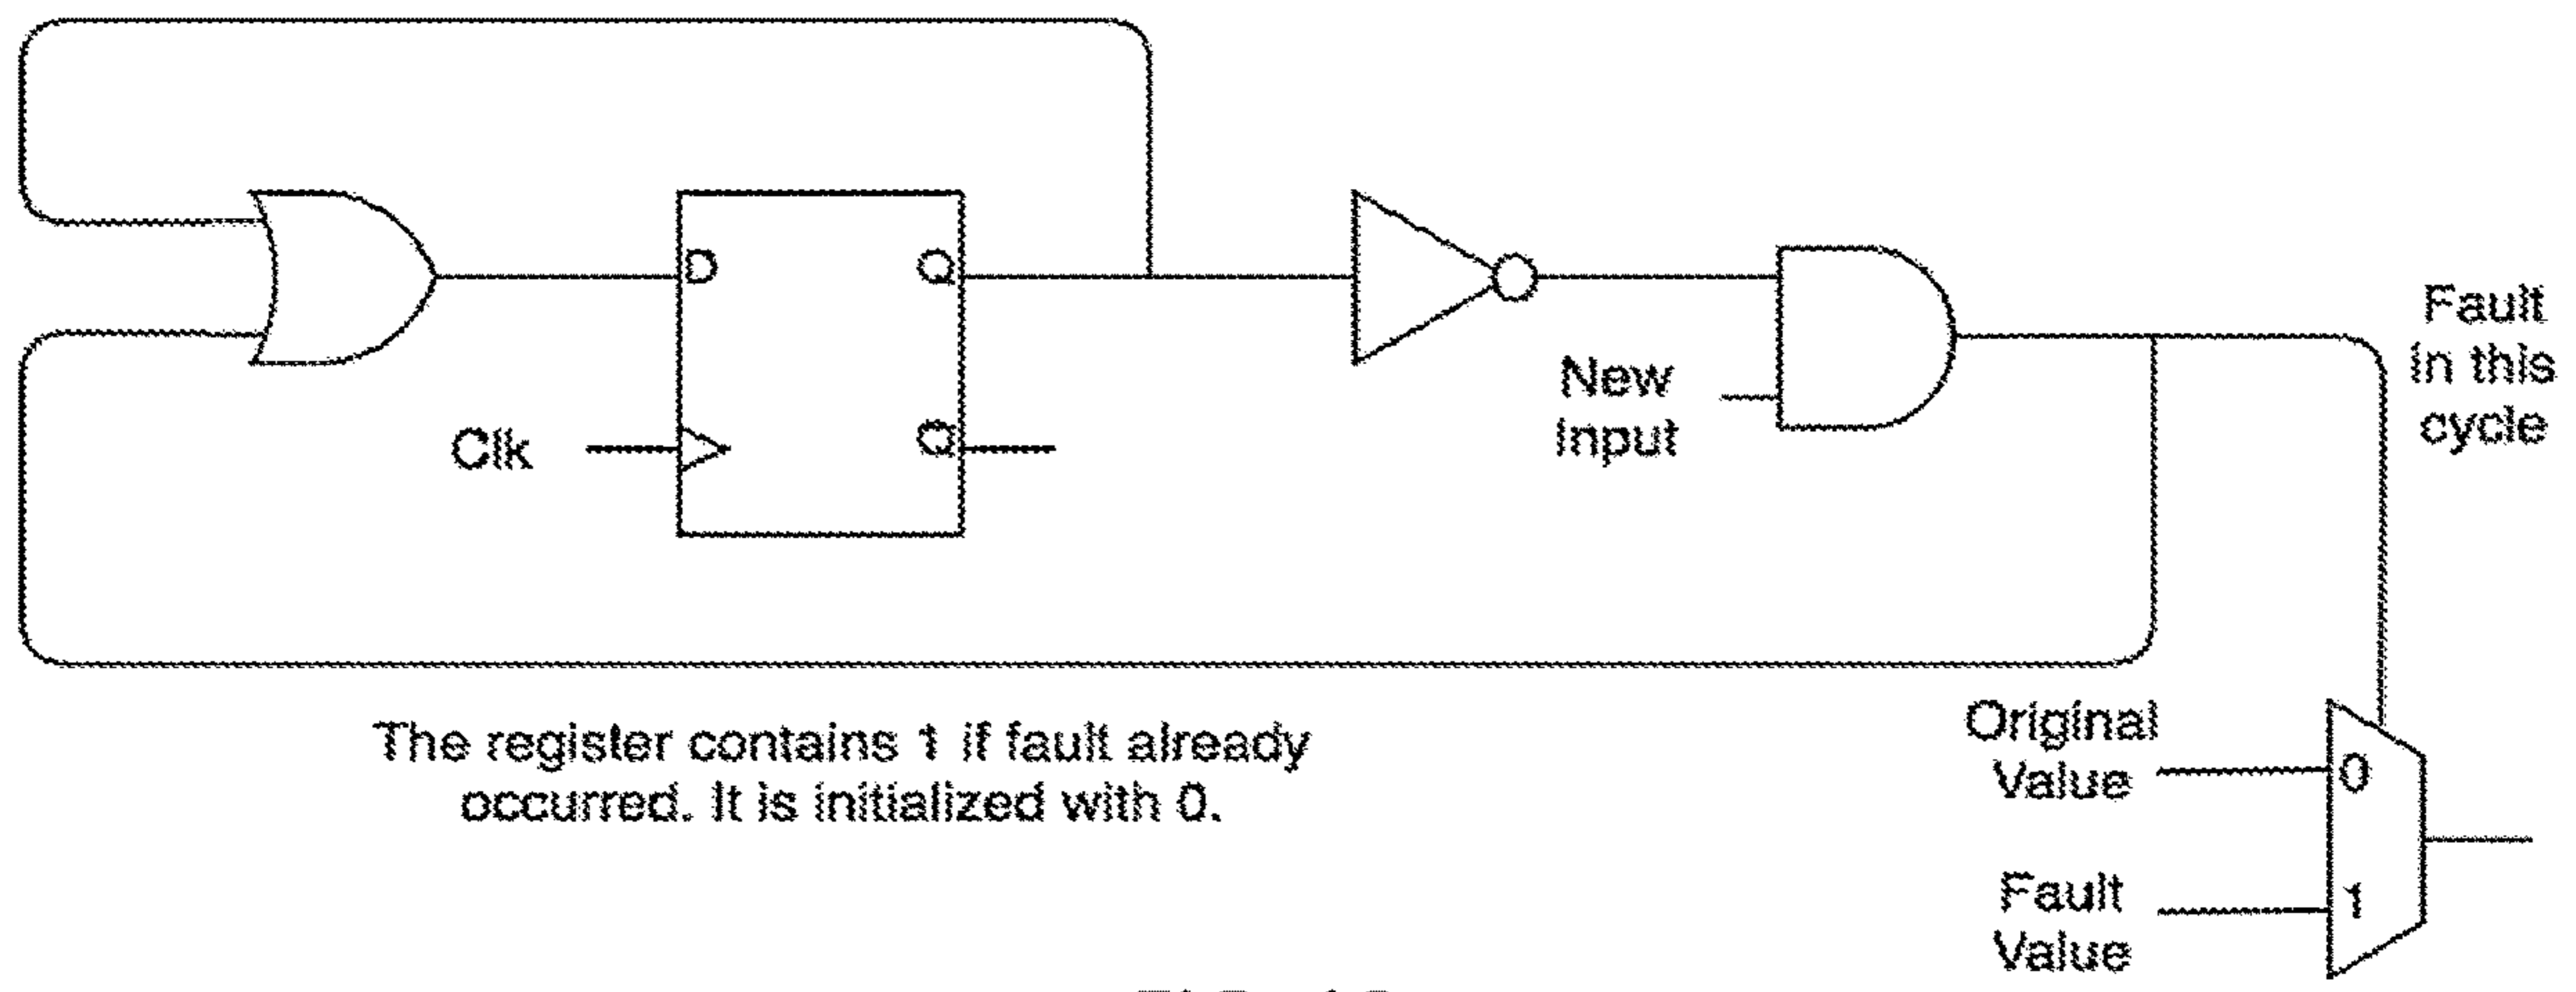 D
Q
Clk
Q
New
Input
Fault
in this
cycle
The register contains 1 if fault already
occurred. It is initialized with 0.
Original
Value
0
Fault
Value
1